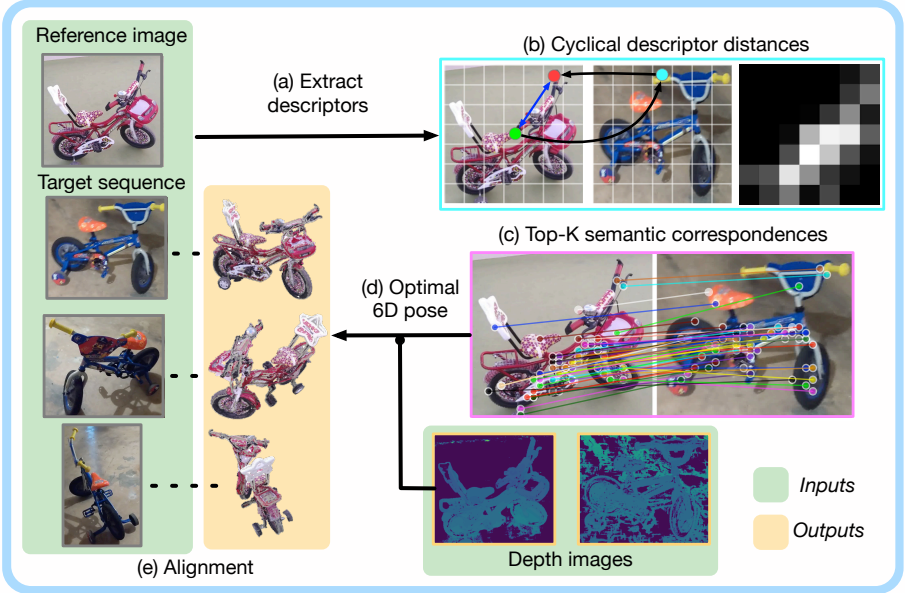 Reference image
(a) Extract
descriptors
(b) Cyclical descriptor distances
Target sequence
(c) Top-K semantic correspondences
(d) Optimal
6D pose
Inputs
Outputs
Depth images
(e) Alignment